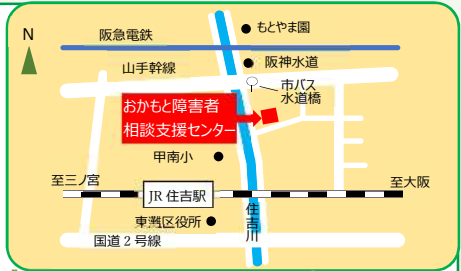 N
阪急電鉄
もとやま園
阪神水道
山手幹線
市バス
水道橋
おかもと障害者
相談支援センター
甲南小
至三ノ宮
JR 住吉駅
至大阪
東灘区役所
住吉川
国道2号線